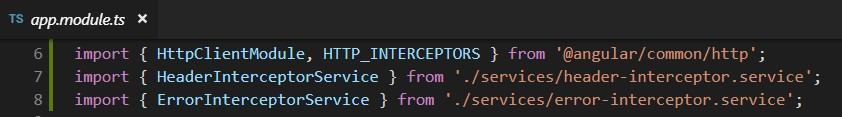 TS app.module.ts ×
6 import { HttpClientModule, HTTP_INTERCEPTORS } from '@angular/common/http';
7 import { HeaderInterceptorService } from './services/header-interceptor.service';
8 import { ErrorInterceptorService } from './services/error-interceptor.service';